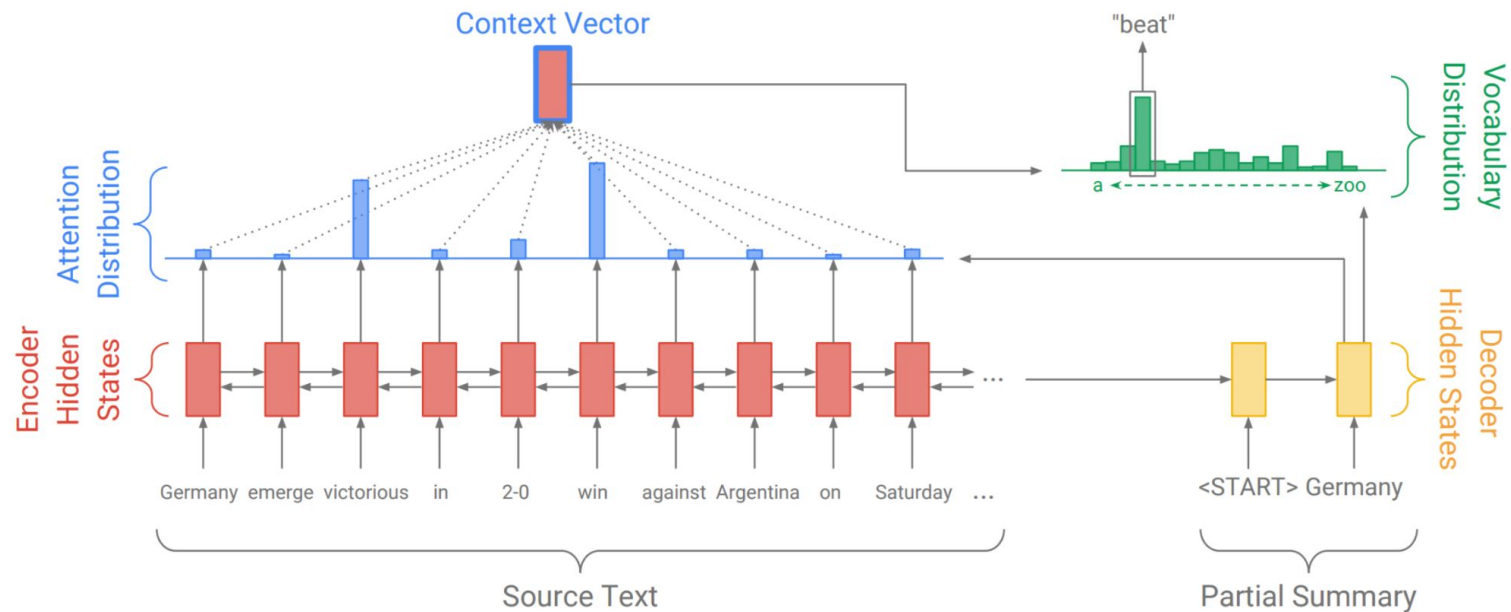 Context Vector
"beat"
Vocabulary
Distribution
a
zoo
Attention
Distribution
Encoder
Hidden
States
...
Decoder
Hidden States
Germany emerge victorious in 2-0 win against Argentina on Saturday ...
<START> Germany
Source Text
Partial Summary